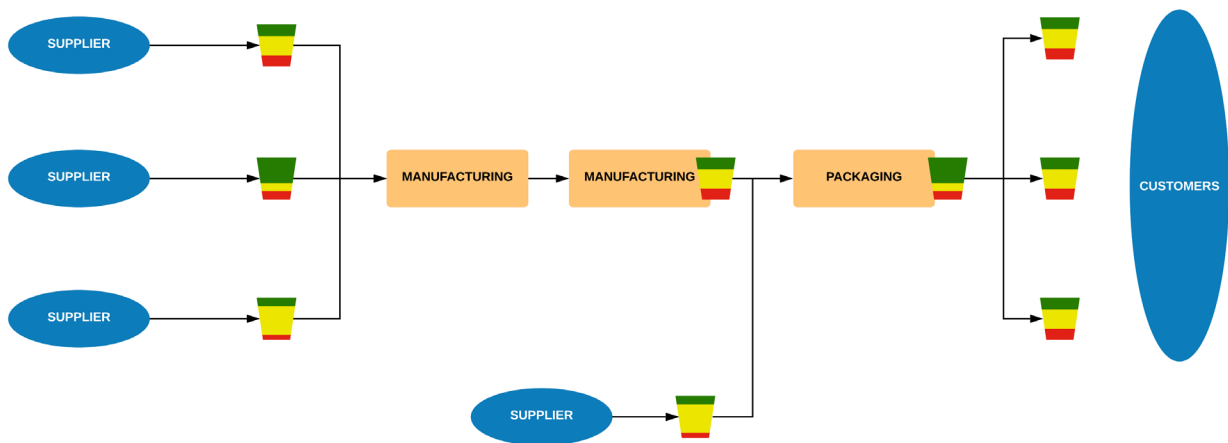 SUPPLIER
SUPPLIER
MANUFACTURING
MANUFACTURING
PACKAGING
CUSTOMERS
SUPPLIER
SUPPLIER